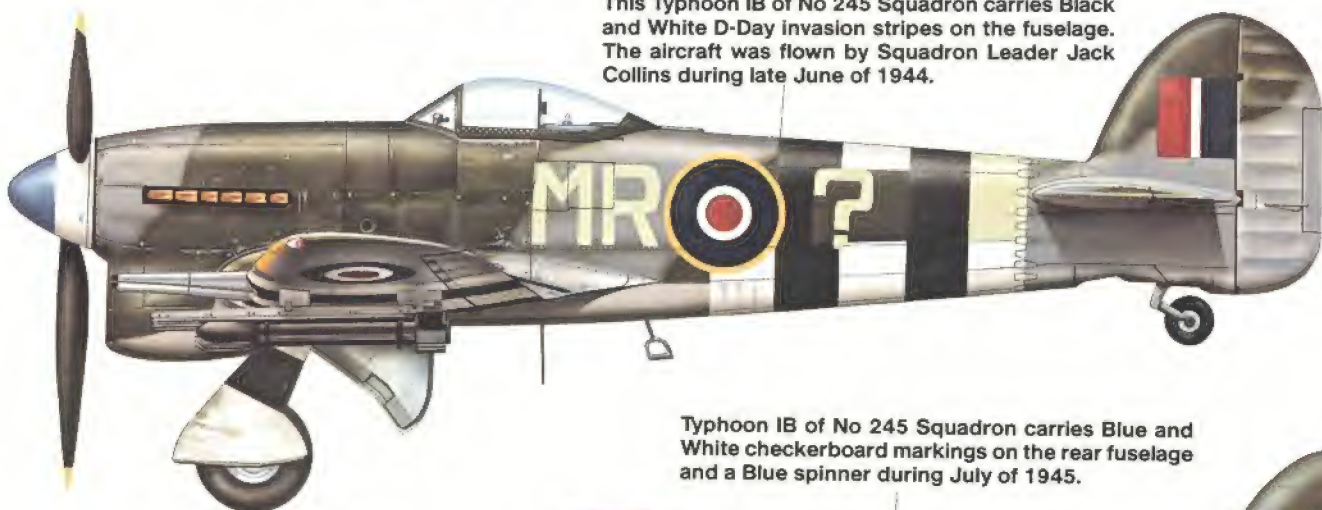 This Typhoon IB of No 245 Squadron carries Black
and White D-Day invasion stripes on the fuselage.
The aircraft was flown by Squadron Leader Jack
Collins during late June of 1944.
MR ?
Typhoon IB of No 245 Squadron carries Blue and
White checkerboard markings on the rear fuselage
and a Blue spinner during July of 1945.